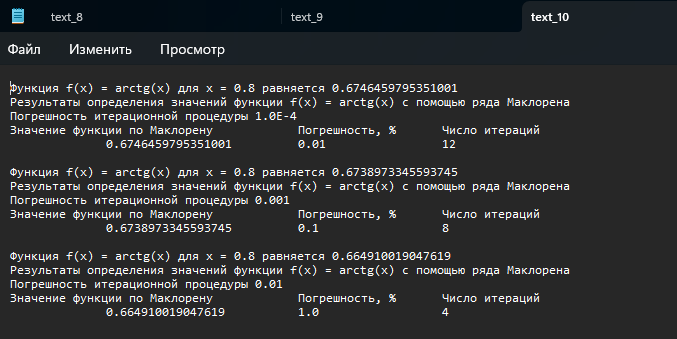 text_8 text_9 text_10
Файл Изменить Просмотр
Функция f(x) = arctg(x) для x = 0.8 равняется 0.6746459795351001
Результаты определения значений функции f(x) = arctg(x) с помощью ряда Маклорена
Погрешность итерационной процедуры 1.0E-4
Значение функции по Маклорену Погрешность, % Число итераций
0.6746459795351001 0.01 12
Функция f(x) = arctg(x) для x = 0.8 равняется 0.6738973345593745
Результаты определения значений функции f(x) = arctg(x) с помощью ряда Маклорена
Погрешность итерационной процедуры 0.001
Значение функции по Маклорену Погрешность, % Число итераций
0.6738973345593745 0.1 8
Функция f(x) = arctg(x) для x = 0.8 равняется 0.664910019047619
Результаты определения значений функции f(x) = arctg(x) с помощью ряда Маклорена
Погрешность итерационной процедуры 0.01
Значение функции по Маклорену Погрешность, % Число итераций
0.664910019047619 1.0 4